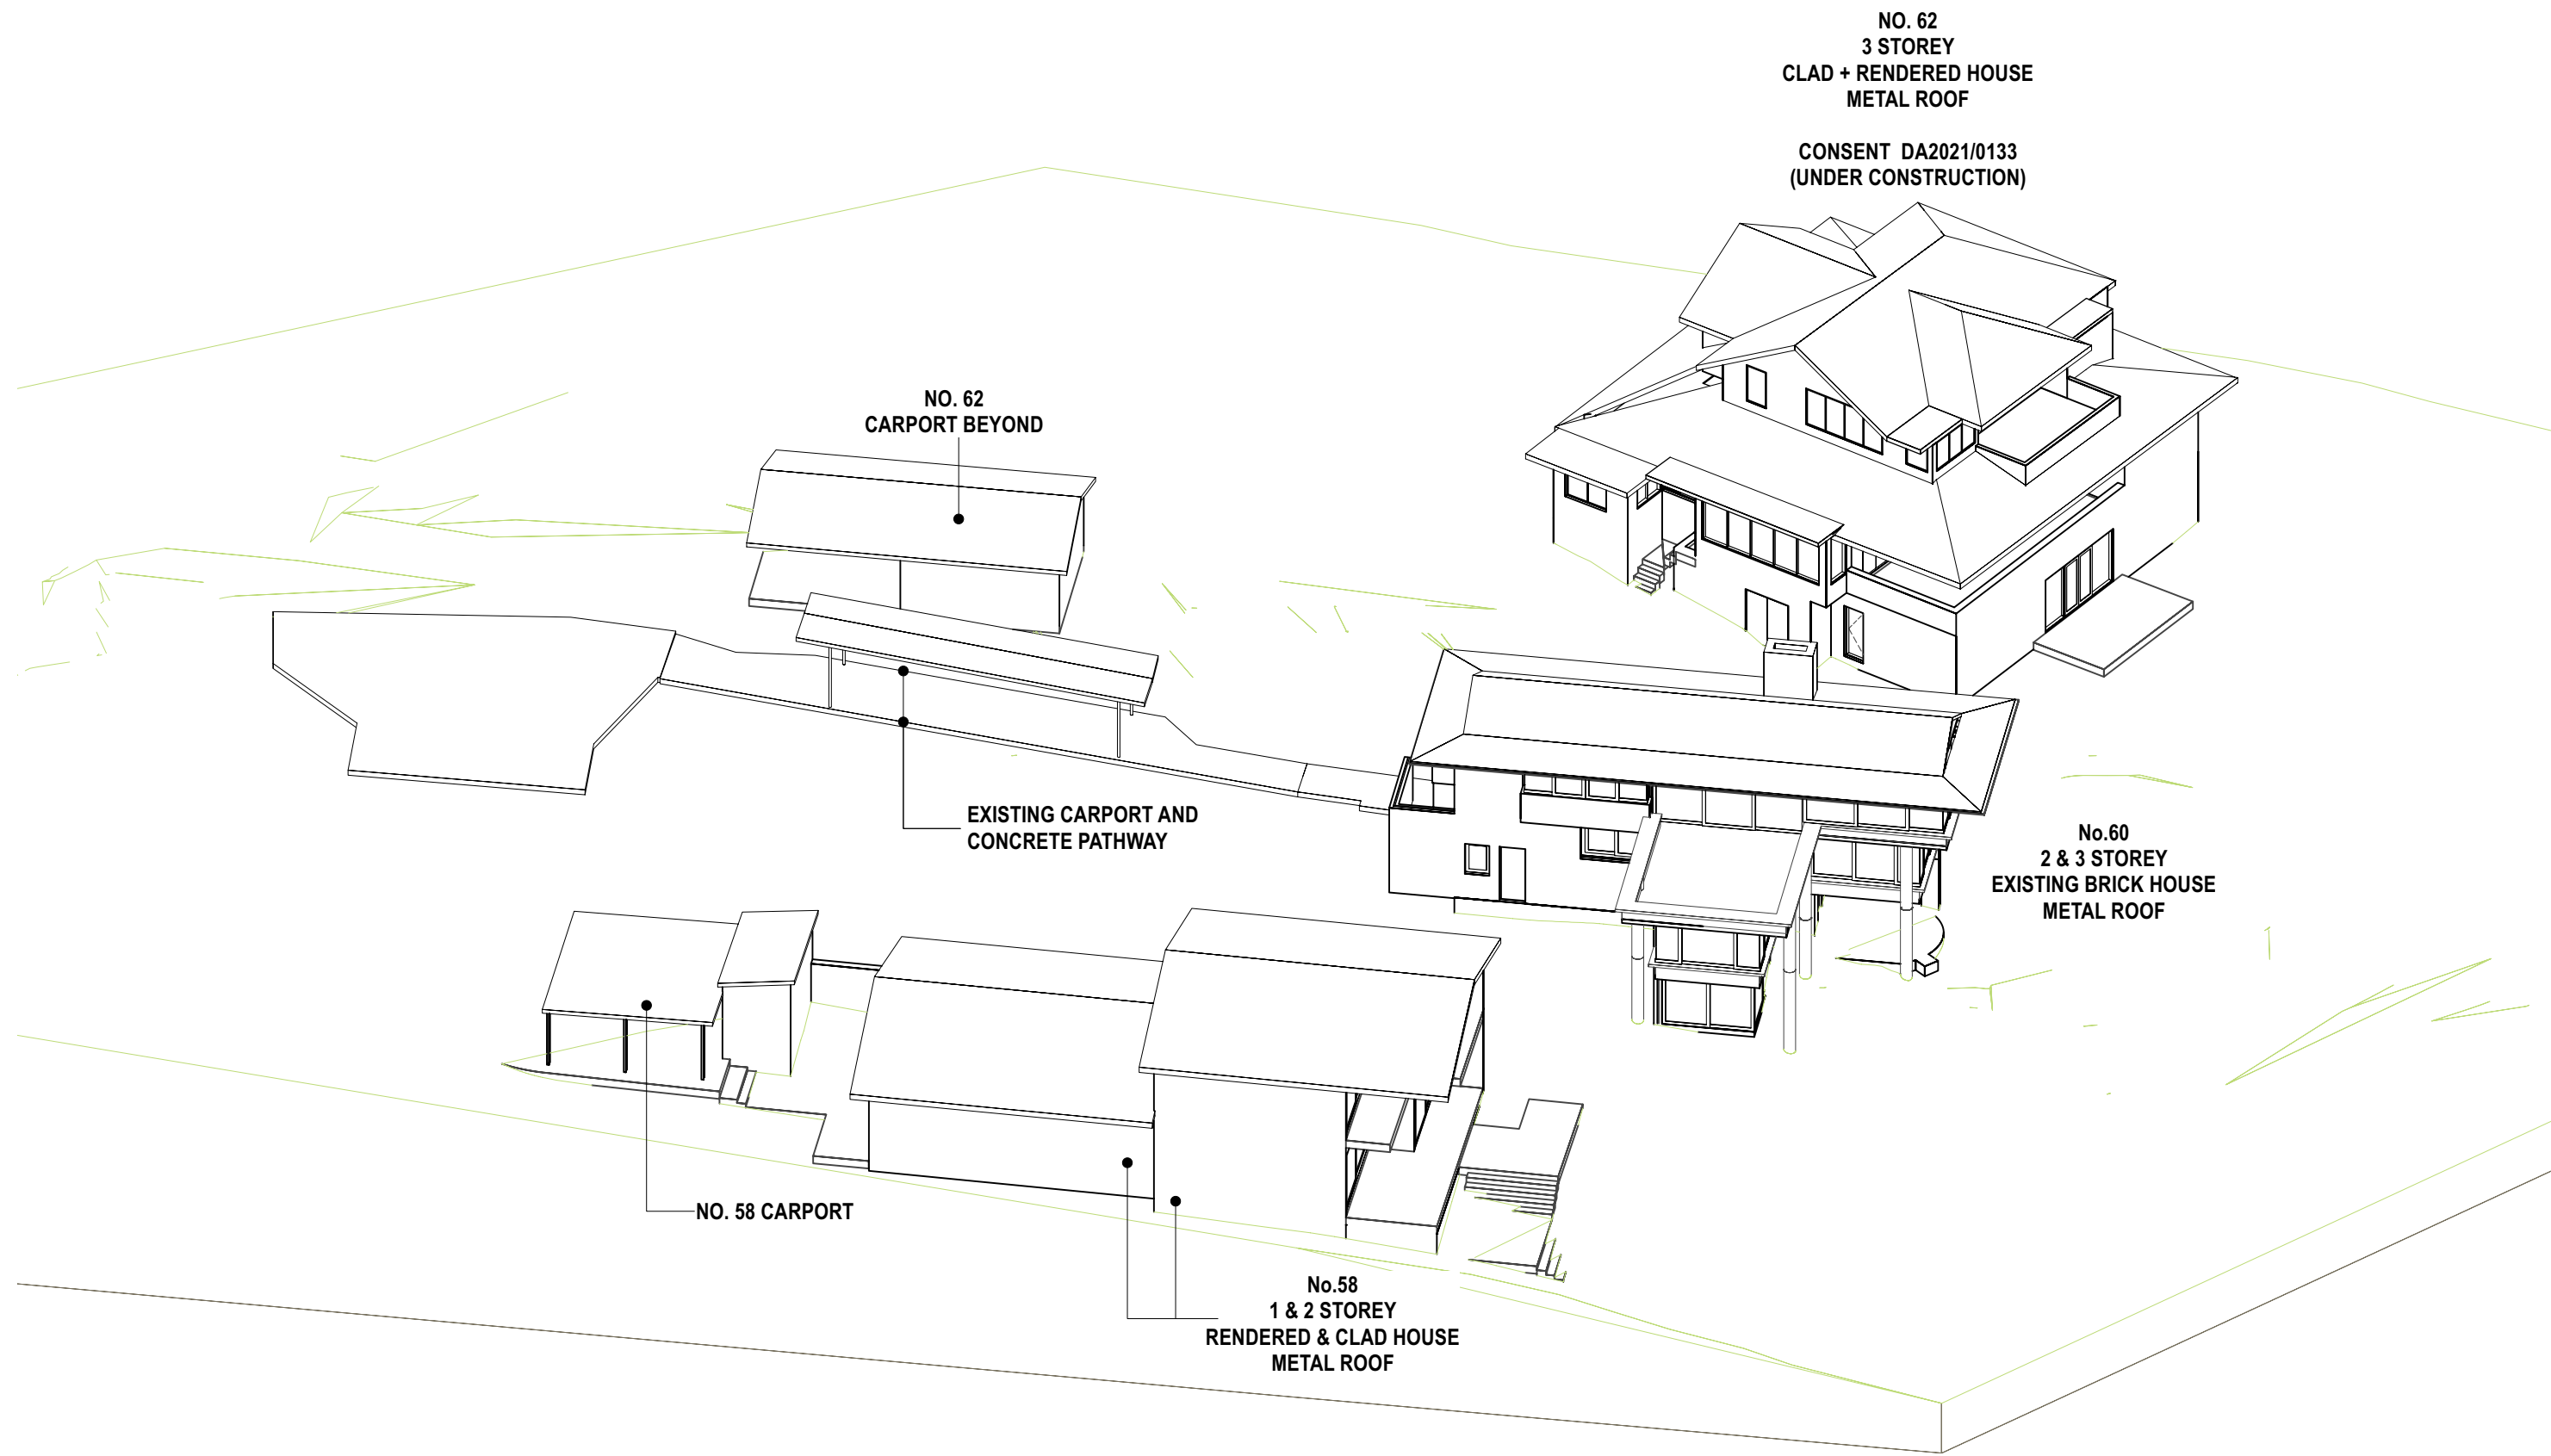 NO. 62
3 STOREY
CLAD + RENDERED HOUSE
METAL ROOF
CONSENT DA2021/0133
(UNDER CONSTRUCTION)
NO. 62
CARPORT BEYOND
EXISTING CARPORT AND
CONCRETE PATHWAY
No.60
2 & 3 STOREY
EXISTING BRICK HOUSE
METAL ROOF
NO. 58 CARPORT
No.58
1 & 2 STOREY
RENDERED & CLAD HOUSE
METAL ROOF